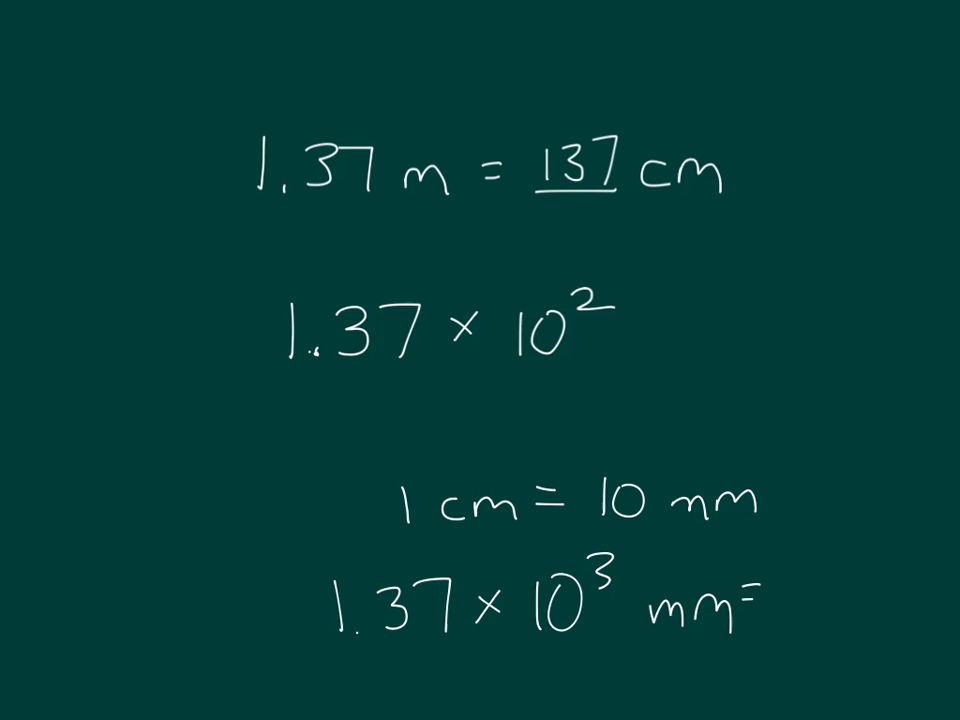 1.37 m = 137 cm
1.37 × 10²
1 cm = 10 mm
1.37 × 10³ mm =